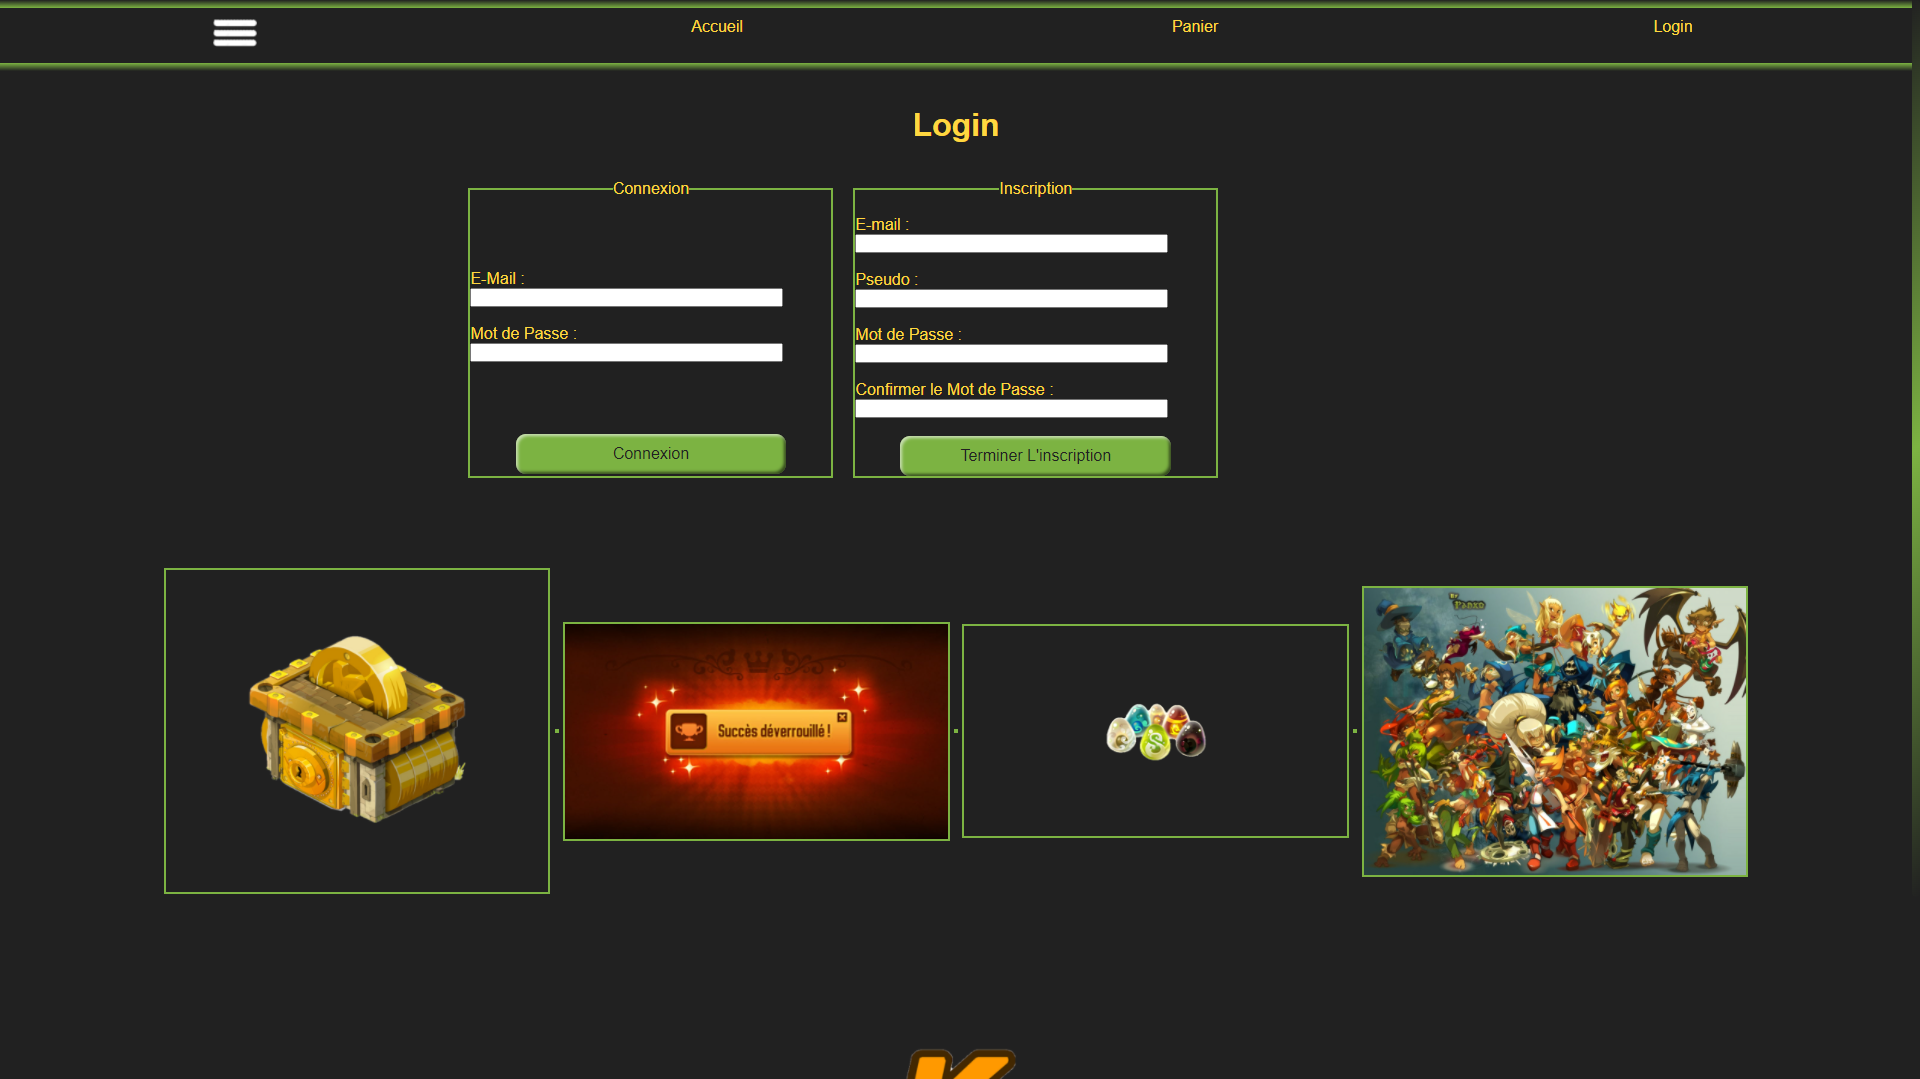 Accueil
Panier
Login
Login
Connexion
E-Mail :
Mot de Passe :
Connexion
Inscription
E-mail :
Pseudo :
Mot de Passe :
Confirmer le Mot de Passe :
Terminer L'inscription
Succès déverrouillé !